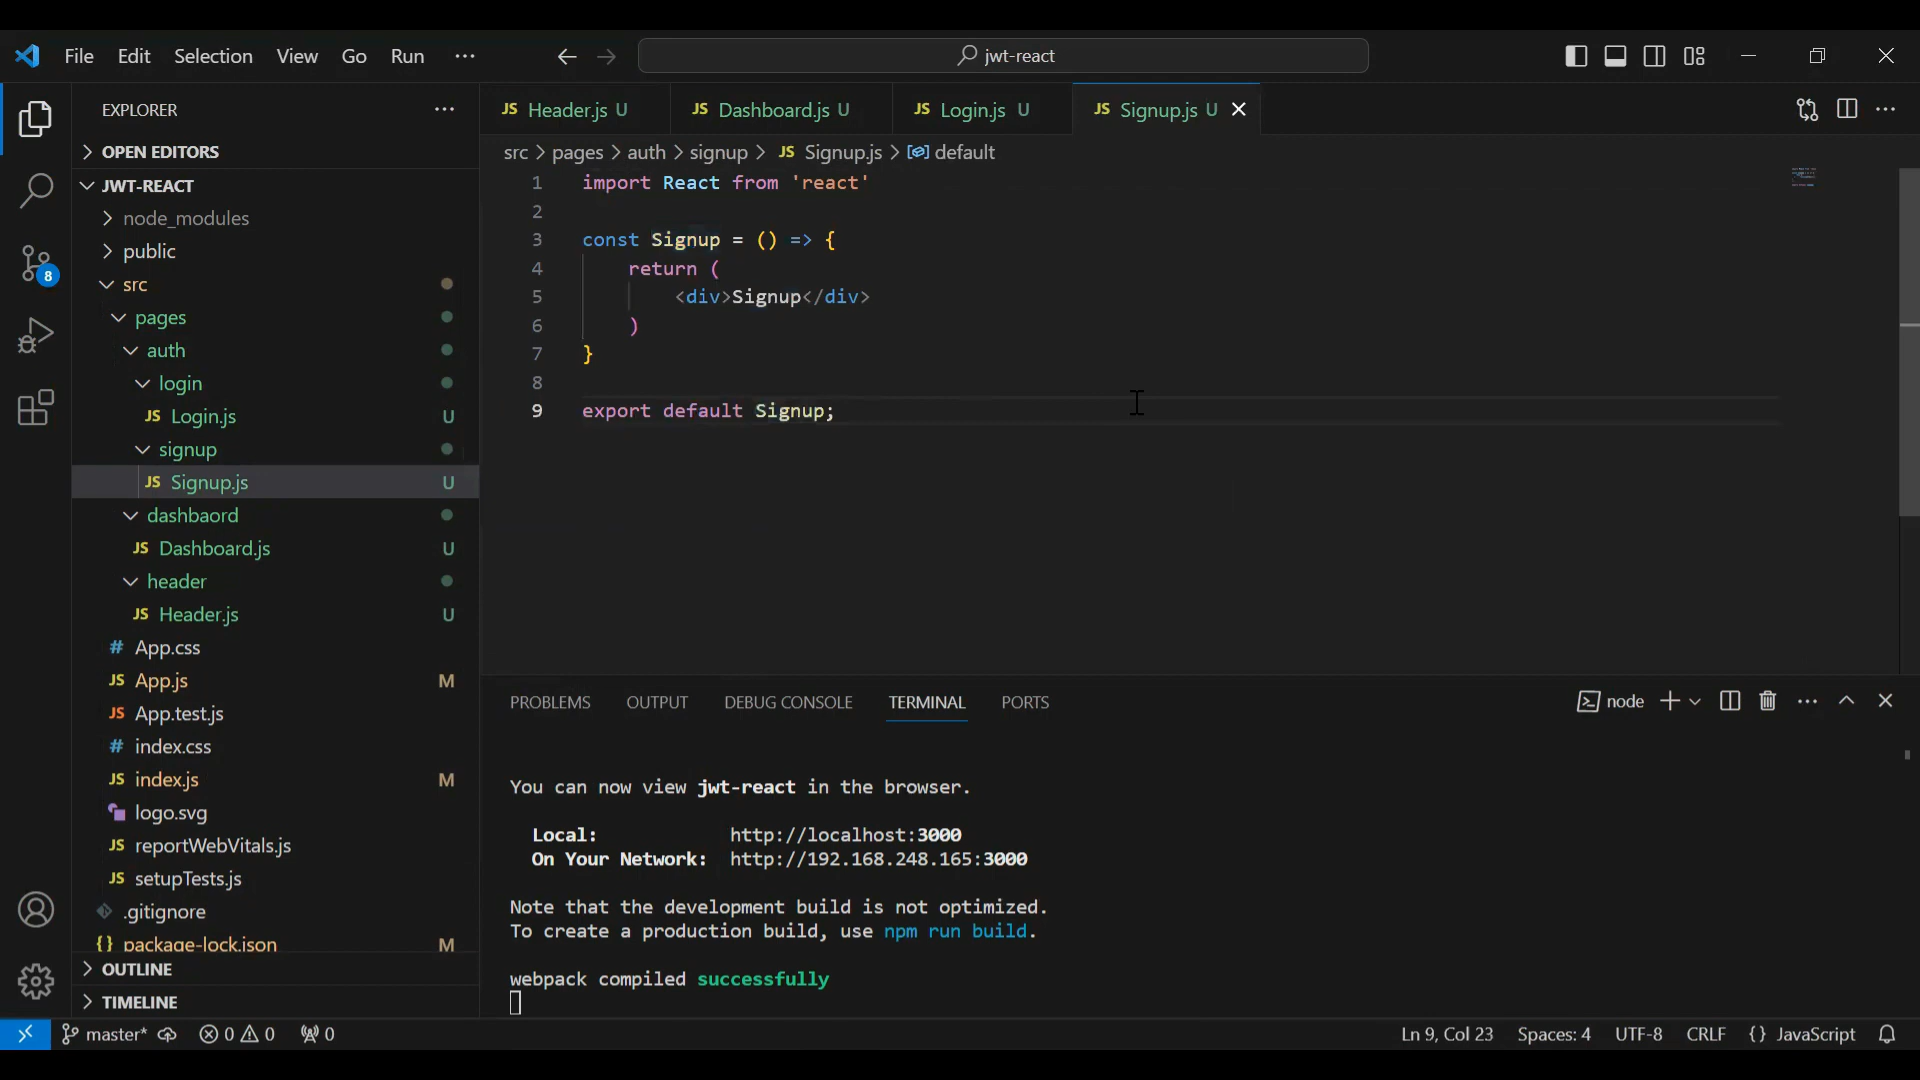 File Edit Selection View Go Run ··· jwt-react
EXPLORER ···
OPEN EDITORS
JWT-REACT
node_modules
public
src
pages
auth
login
JS Login.js U
signup
JS Signup.js U
dashbaord
JS Dashboard.js U
header
JS Header.js U
# App.css
JS App.js M
JS App.test.js
# index.css
JS index.js M
logo.svg
JS reportWebVitals.js
JS setupTests.js
.gitignore
{} package-lock.json M
OUTLINE
TIMELINE
8
JS Header.js U JS Dashboard.js U JS Login.js U JS Signup.js U
src > pages > auth > signup > JS Signup.js > default
1 import React from 'react'
2
3 const Signup = () => {
4 return (
5 <div>Signup</div>
6 )
7 }
8
9 export default Signup;
PROBLEMS OUTPUT DEBUG CONSOLE TERMINAL PORTS node
You can now view jwt-react in the browser.
Local: http://localhost:3000
On Your Network: http://192.168.248.165:3000
Note that the development build is not optimized.
To create a production build, use npm run build.
webpack compiled successfully
master* 0 0 0 Ln 9, Col 23 Spaces: 4 UTF-8 CRLF {} JavaScript